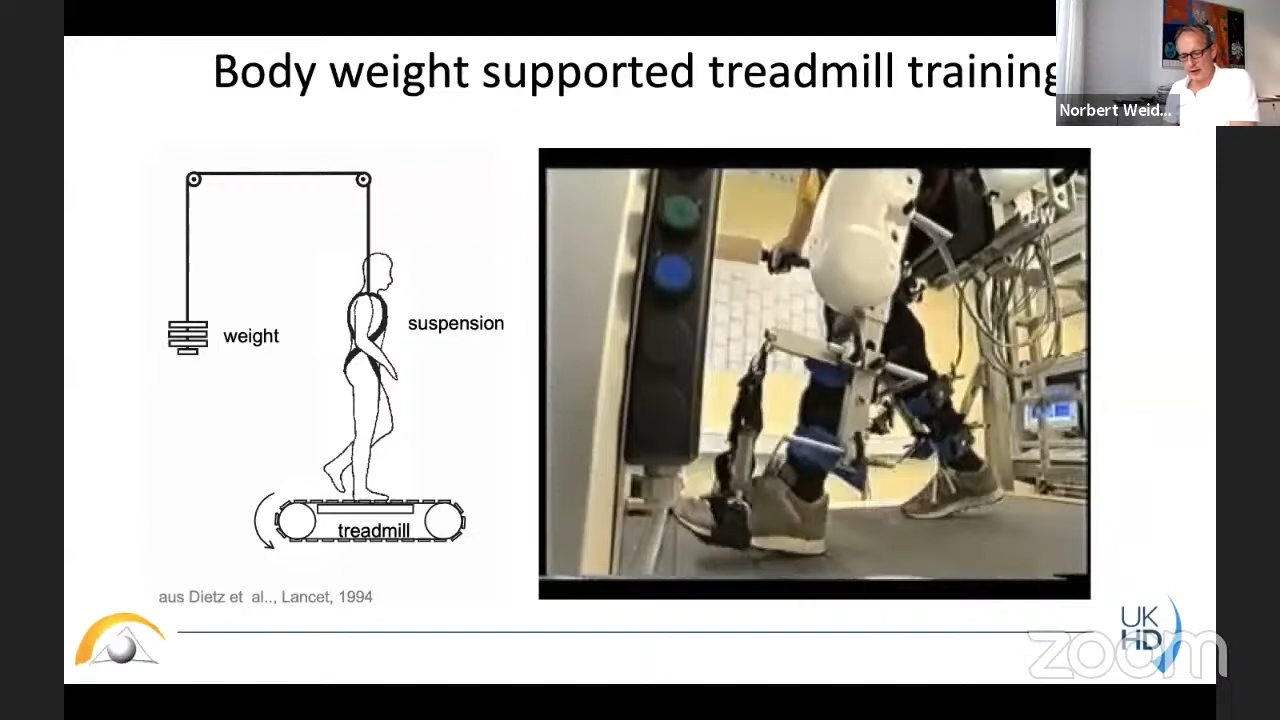 Body weight supported treadmill training
Norbert Weid...
weight
suspension
treadmill
aus Dietz et al.., Lancet, 1994
UK
HD
zoom